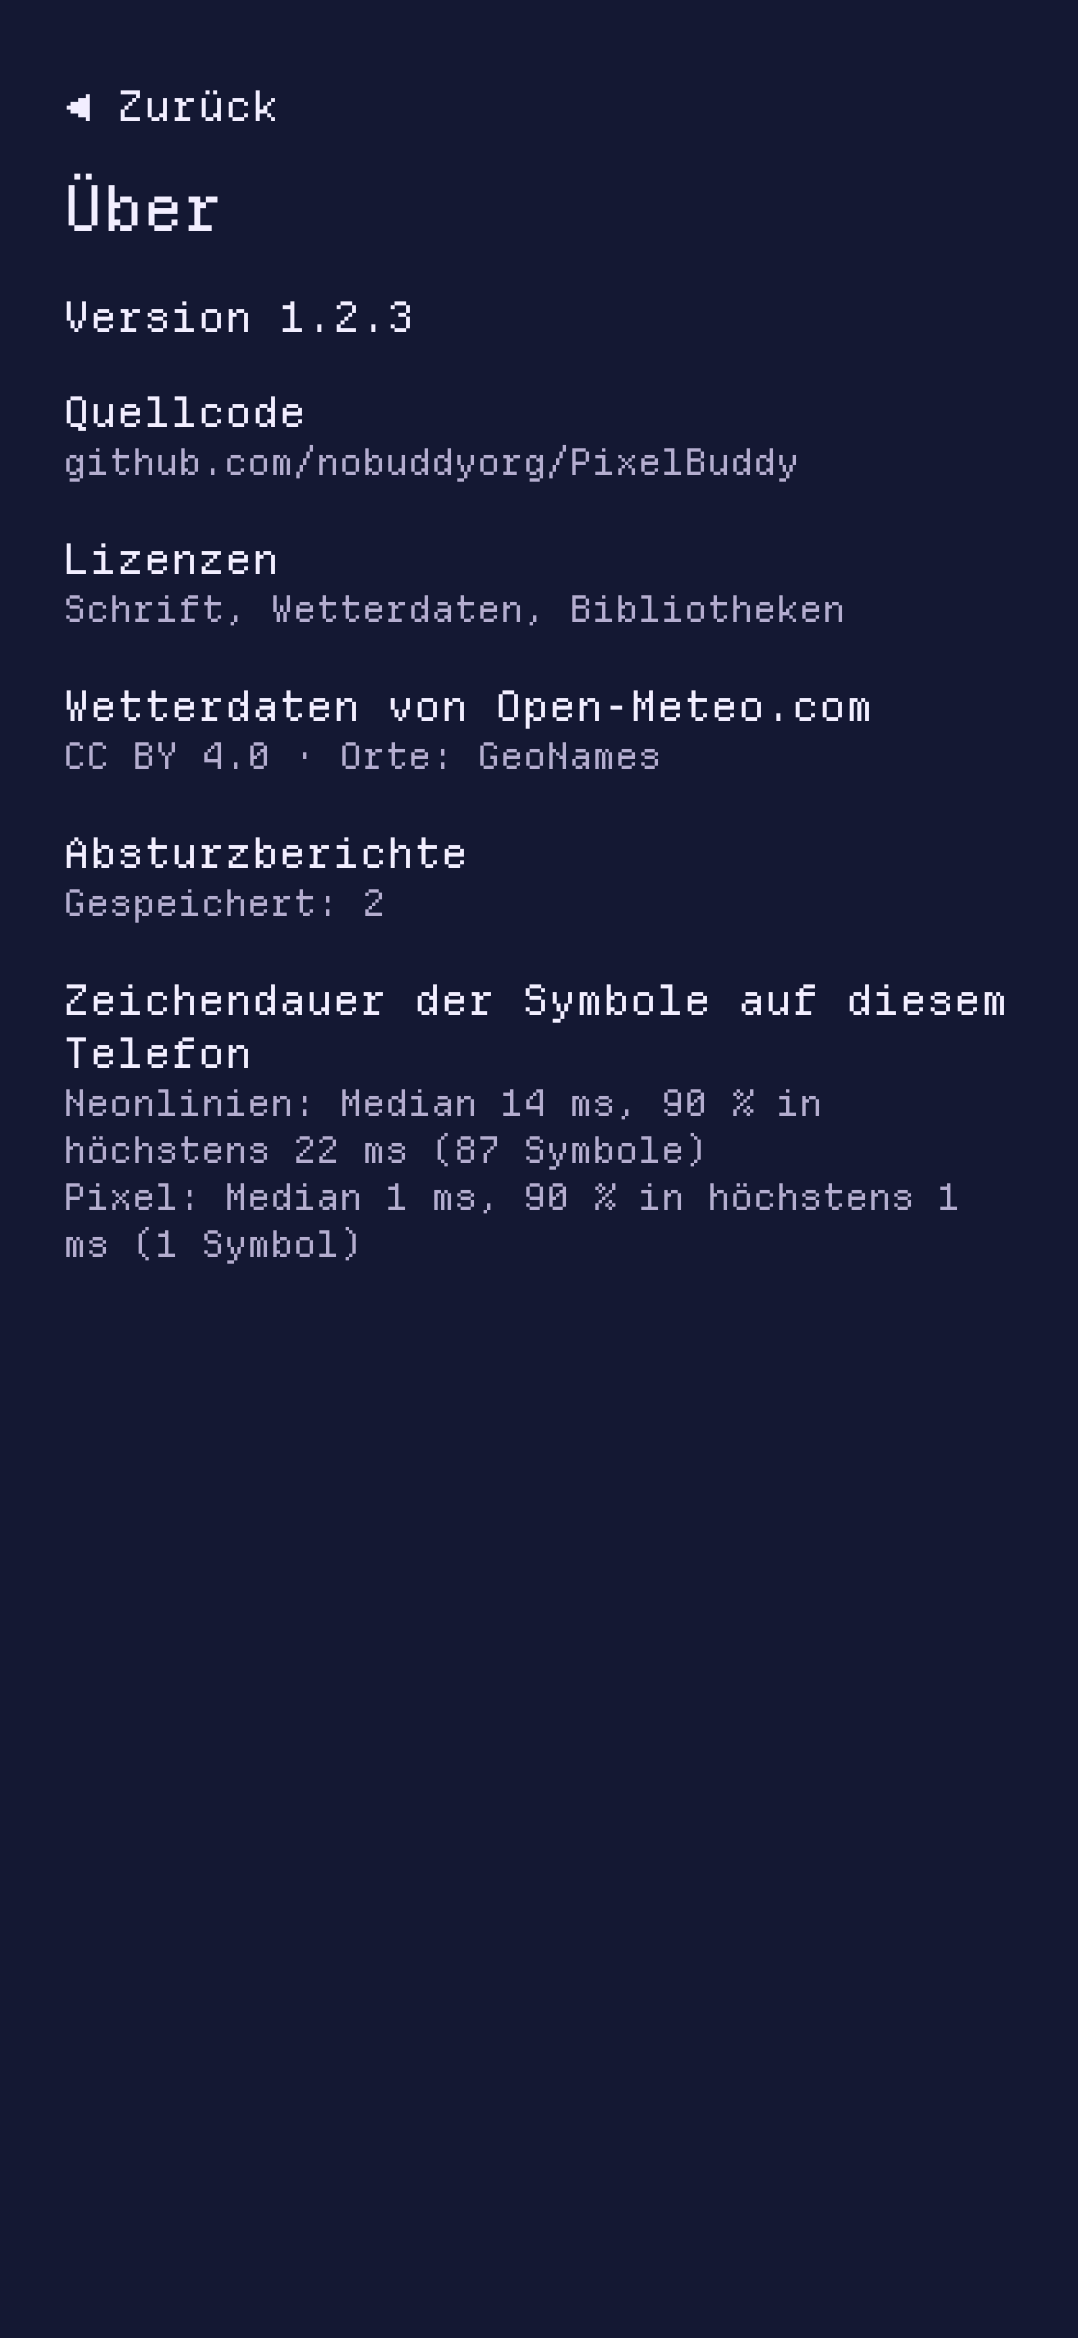 ◀ Zurück
Über
Version 1.2.3
Quellcode
github.com/nobuddyorg/PixelBuddy
Lizenzen
Schrift, Wetterdaten, Bibliotheken
Wetterdaten von Open-Meteo.com
CC BY 4.0 · Orte: GeoNames
Absturzberichte
Gespeichert: 2
Zeichendauer der Symbole auf diesem
Telefon
Neonlinien: Median 14 ms, 90 % in
höchstens 22 ms (87 Symbole)
Pixel: Median 1 ms, 90 % in höchstens 1
ms (1 Symbol)